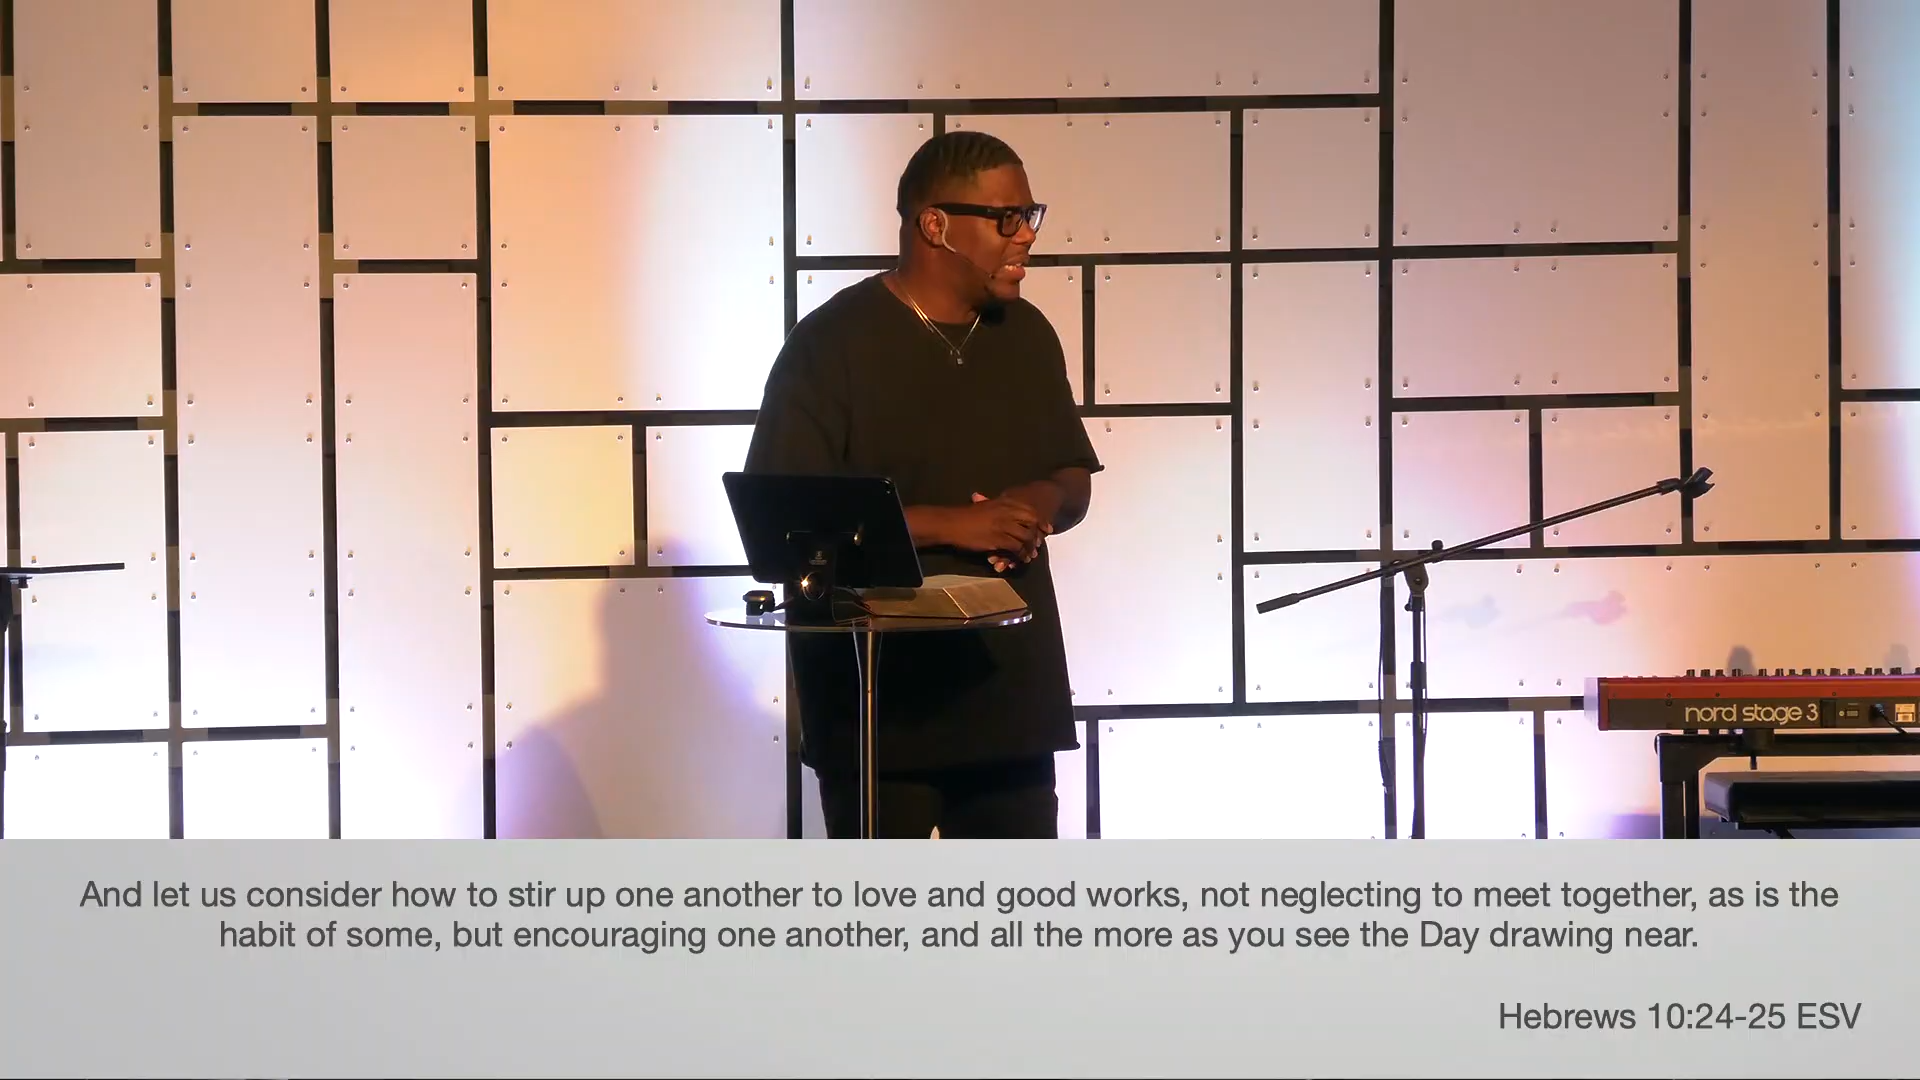 nord stage 3
And let us consider how to stir up one another to love and good works, not neglecting to meet together, as is the
habit of some, but encouraging one another, and all the more as you see the Day drawing near.
Hebrews 10:24-25 ESV